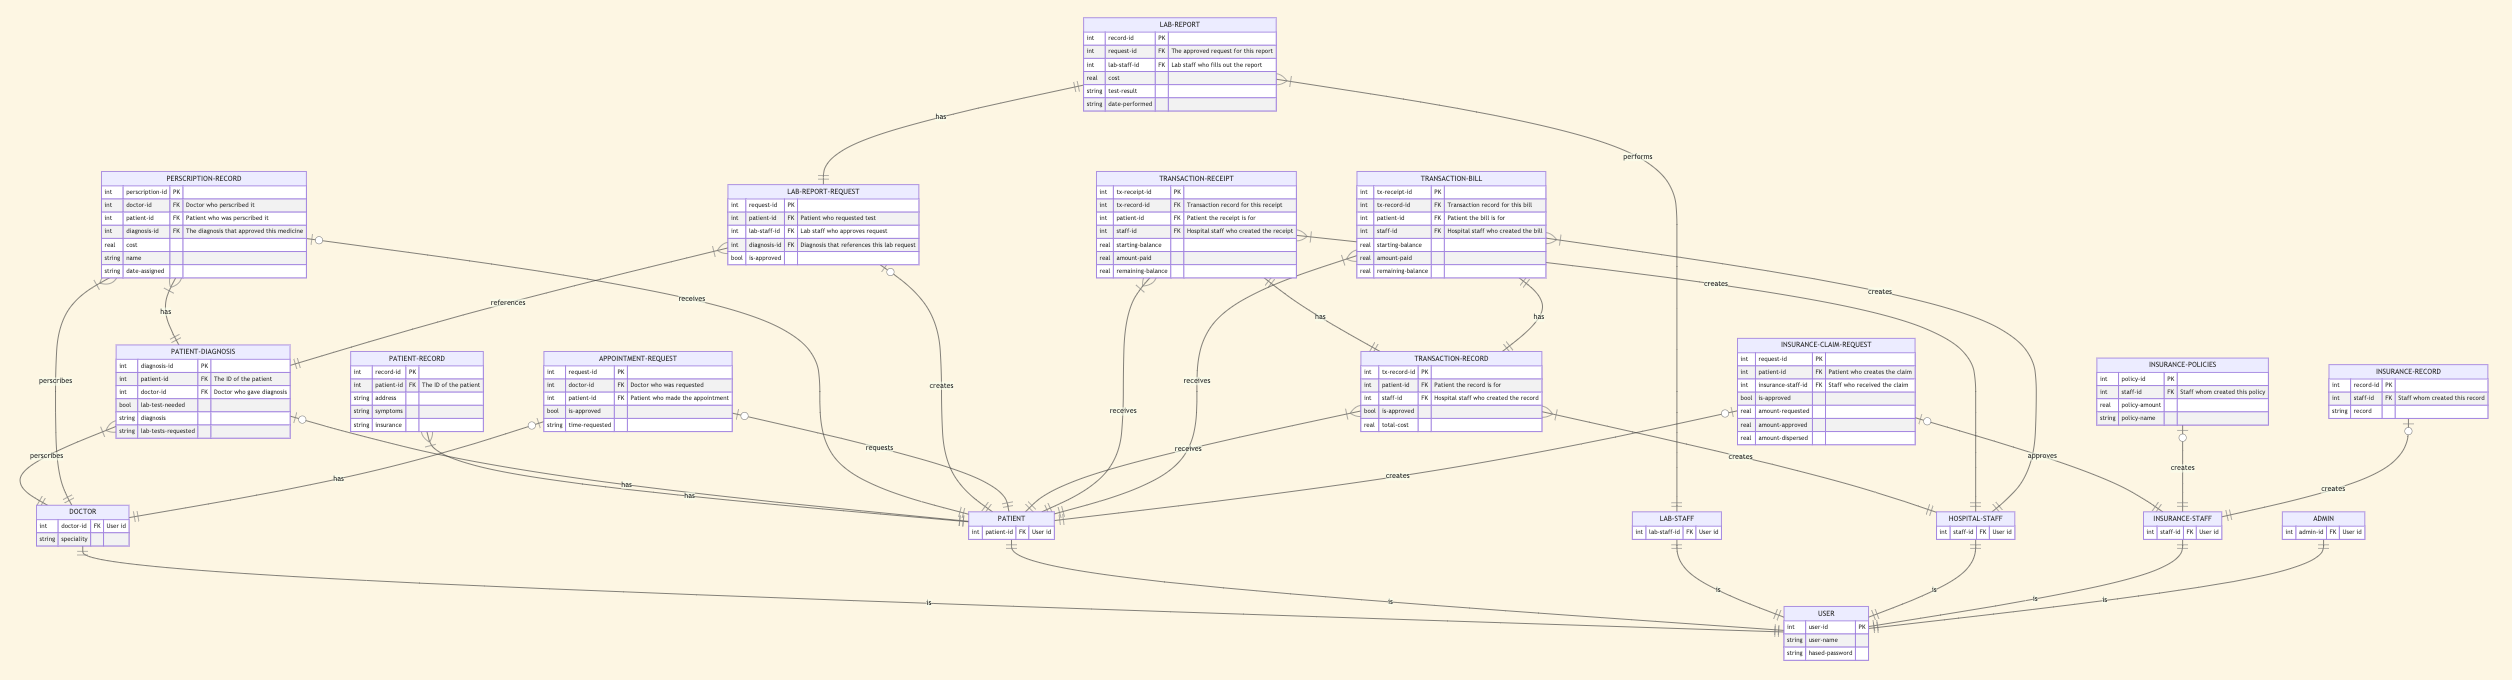 LAB-REPORT
int record-id PK
int request-id FK The approved request for this report
int lab-staff-id FK Lab staff who fills out the report
real cost
string test-result
string date-performed
has
performs
PERSCRIPTION-RECORD
int perscription-id PK
int doctor-id FK Doctor who perscribed it
int patient-id FK Patient who was perscribed it
int diagnosis-id FK The diagnosis that approved this medicine
real cost
string name
string date-assigned
LAB-REPORT-REQUEST
int request-id PK
int patient-id FK Patient who requested test
int lab-staff-id FK Lab staff who approves request
int diagnosis-id FK Diagnosis that references this lab request
bool is-approved
TRANSACTION-RECEIPT
int tx-receipt-id PK
int tx-record-id FK Transaction record for this receipt
int patient-id FK Patient the receipt is for
int staff-id FK Hospital staff who created the receipt
real starting-balance
real amount-paid
real remaining-balance
TRANSACTION-BILL
int tx-receipt-id PK
int tx-record-id FK Transaction record for this bill
int patient-id FK Patient the bill is for
int staff-id FK Hospital staff who created the bill
real starting-balance
real amount-paid
real remaining-balance
has
references
receives
has
has
creates
creates
PATIENT-DIAGNOSIS
int diagnosis-id PK
int patient-id FK The ID of the patient
int doctor-id FK Doctor who gave diagnosis
bool lab-test-needed
string diagnosis
string lab-tests-requested
PATIENT-RECORD
int record-id PK
int patient-id FK The ID of the patient
string address
string symptoms
string insurance
APPOINTMENT-REQUEST
int request-id PK
int doctor-id FK Doctor who was requested
int patient-id FK Patient who made the appointment
bool is-approved
string time-requested
TRANSACTION-RECORD
int tx-record-id PK
int patient-id FK Patient the record is for
int staff-id FK Hospital staff who created the record
bool is-approved
real total-cost
INSURANCE-CLAIM-REQUEST
int request-id PK
int patient-id FK Patient who creates the claim
int insurance-staff-id FK Staff who received the claim
bool is-approved
real amount-requested
real amount-approved
real amount-dispersed
INSURANCE-POLICIES
int policy-id PK
int staff-id FK Staff whom created this policy
real policy-amount
string policy-name
INSURANCE-RECORD
int record-id PK
int staff-id FK Staff whom created this record
string record
perscribes
creates
receives
receives
perscribes
has
has
has
requests
receives
creates
creates
approves
creates
creates
DOCTOR
int doctor-id FK User id
string speciality
PATIENT
int patient-id FK User id
LAB-STAFF
int lab-staff-id FK User id
HOSPITAL-STAFF
int staff-id FK User id
INSURANCE-STAFF
int staff-id FK User id
ADMIN
int admin-id FK User id
is
is
is
is
is
is
USER
int user-id PK
string user-name
string hased-password